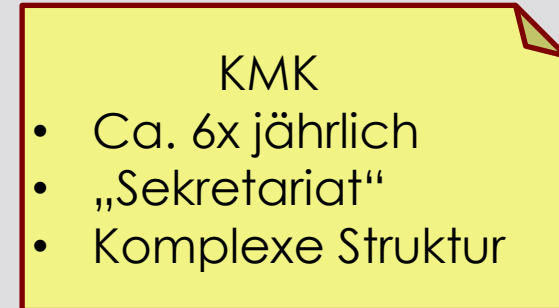 KMK
• Ca. 6x jährlich
• „Sekretariat“
• Komplexe Struktur